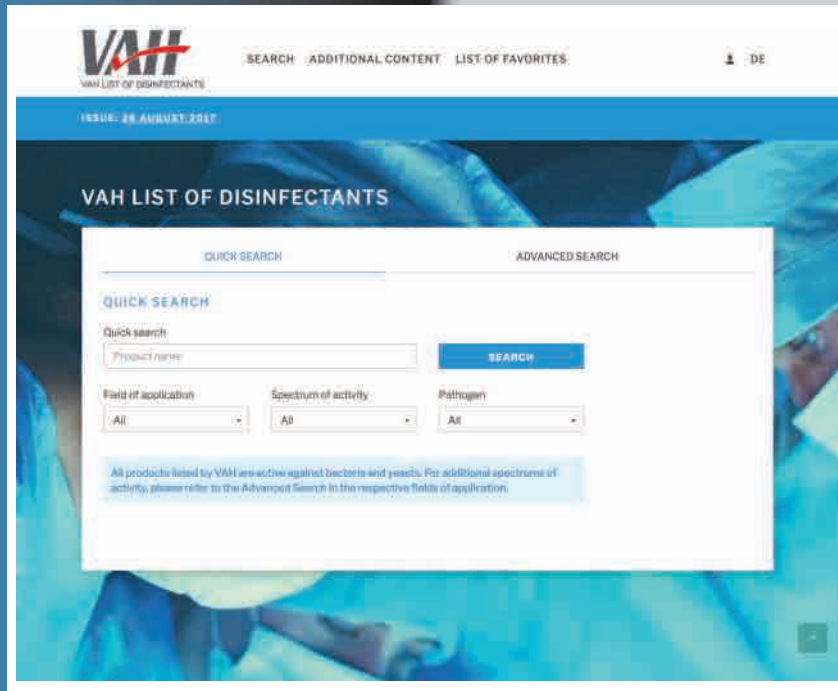 VAH
VAH LIST OF DISINFECTANTS
SEARCH ADDITIONAL CONTENT LIST OF FAVORITES
DE
ISSUE: 28 AUGUST 2017
VAH LIST OF DISINFECTANTS
QUICK SEARCH ADVANCED SEARCH
QUICK SEARCH
Quick search
Product name SEARCH
Field of application Spectrum of activity Pathogen
All All All
All products listed by VAH are active against bacteria and yeasts. For additional spectrums of
activity, please refer to the Advanced Search in the respective fields of application.